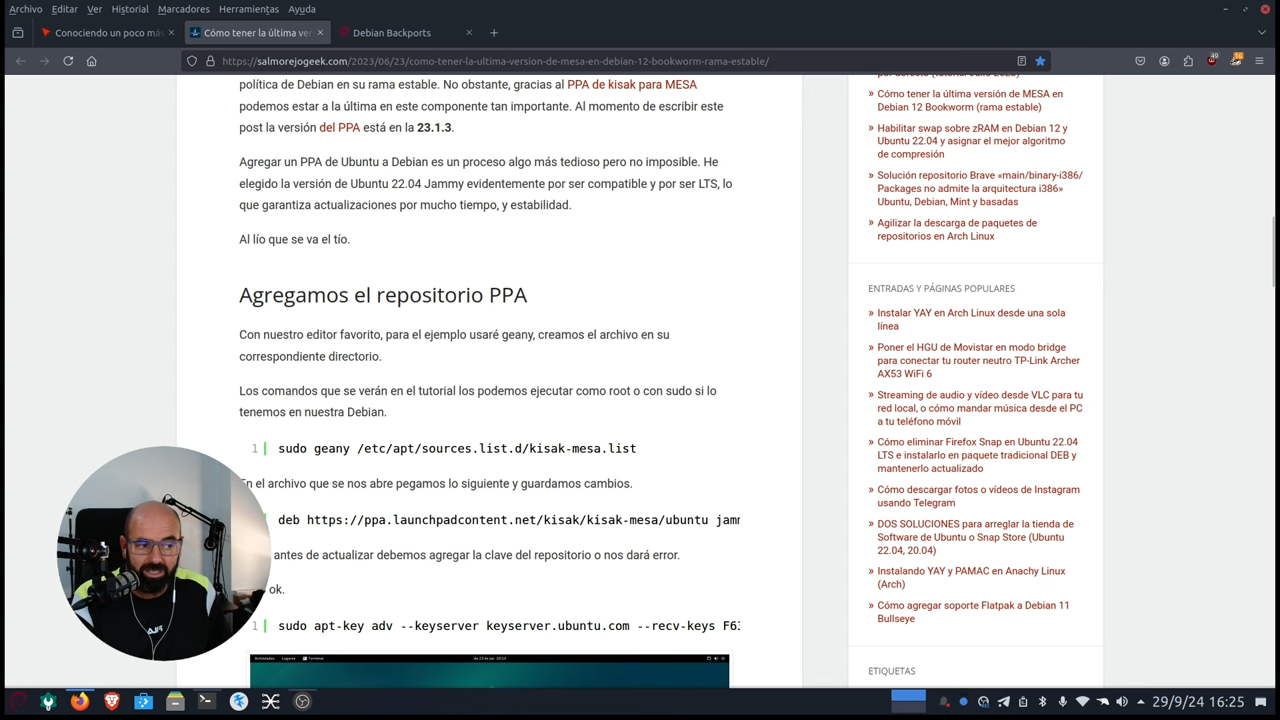 Archivo Editar Ver Historial Marcadores Herramientas Ayuda
Conociendo un poco más
Cómo tener la última ver
Debian Backports
https://salmorejogeek.com/2023/06/23/como-tener-la-ultima-version-de-mesa-en-debian-12-bookworm-rama-estable/
política de Debian en su rama estable. No obstante, gracias al PPA de kisak para MESA
podemos estar a la última en este componente tan importante. Al momento de escribir este
post la versión del PPA está en la 23.1.3.
Agregar un PPA de Ubuntu a Debian es un proceso algo más tedioso pero no imposible. He
elegido la versión de Ubuntu 22.04 Jammy evidentemente por ser compatible y por ser LTS, lo
que garantiza actualizaciones por mucho tiempo, y estabilidad.
Al lío que se va el tío.
Agregamos el repositorio PPA
Con nuestro editor favorito, para el ejemplo usaré geany, creamos el archivo en su
correspondiente directorio.
Los comandos que se verán en el tutorial los podemos ejecutar como root o con sudo si lo
tenemos en nuestra Debian.
1 sudo geany /etc/apt/sources.list.d/kisak-mesa.list
En el archivo que se nos abre pegamos lo siguiente y guardamos cambios.
deb https://ppa.launchpadcontent.net/kisak/kisak-mesa/ubuntu jamm
antes de actualizar debemos agregar la clave del repositorio o nos dará error.
ok.
1 sudo apt-key adv --keyserver keyserver.ubuntu.com --recv-keys F63
Actividades Lugares Terminal
» Cómo tener la última versión de MESA en
Debian 12 Bookworm (rama estable)
» Habilitar swap sobre zRAM en Debian 12 y
Ubuntu 22.04 y asignar el mejor algoritmo
de compresión
» Solución repositorio Brave «main/binary-i386/
Packages no admite la arquitectura i386»
Ubuntu, Debian, Mint y basadas
» Agilizar la descarga de paquetes de
repositorios en Arch Linux
ENTRADAS Y PÁGINAS POPULARES
» Instalar YAY en Arch Linux desde una sola
línea
» Poner el HGU de Movistar en modo bridge
para conectar tu router neutro TP-Link Archer
AX53 WiFi 6
» Streaming de audio y vídeo desde VLC para tu
red local, o cómo mandar música desde el PC
a tu teléfono móvil
» Cómo eliminar Firefox Snap en Ubuntu 22.04
LTS e instalarlo en paquete tradicional DEB y
mantenerlo actualizado
» Cómo descargar fotos o vídeos de Instagram
usando Telegram
» DOS SOLUCIONES para arreglar la tienda de
Software de Ubuntu o Snap Store (Ubuntu
22.04, 20.04)
» Instalando YAY y PAMAC en Anachy Linux
(Arch)
» Cómo agregar soporte Flatpak a Debian 11
Bullseye
ETIQUETAS
29/9/24 16:25